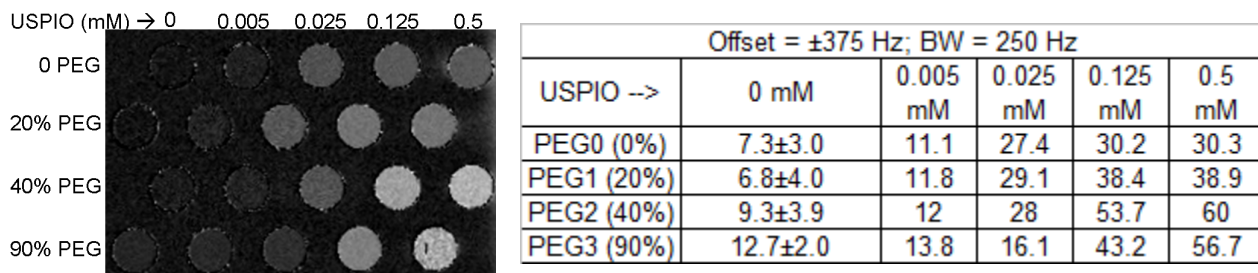 USPIO (mM) → 0 0.005 0.025 0.125 0.5
0 PEG
20% PEG
40% PEG
90% PEG
Offset = ±375 Hz; BW = 250 Hz
USPIO --> 0 mM 0.005 mM 0.025 mM 0.125 mM 0.5 mM
PEG0 (0%) 7.3±3.0 11.1 27.4 30.2 30.3
PEG1 (20%) 6.8±4.0 11.8 29.1 38.4 38.9
PEG2 (40%) 9.3±3.9 12 28 53.7 60
PEG3 (90%) 12.7±2.0 13.8 16.1 43.2 56.7